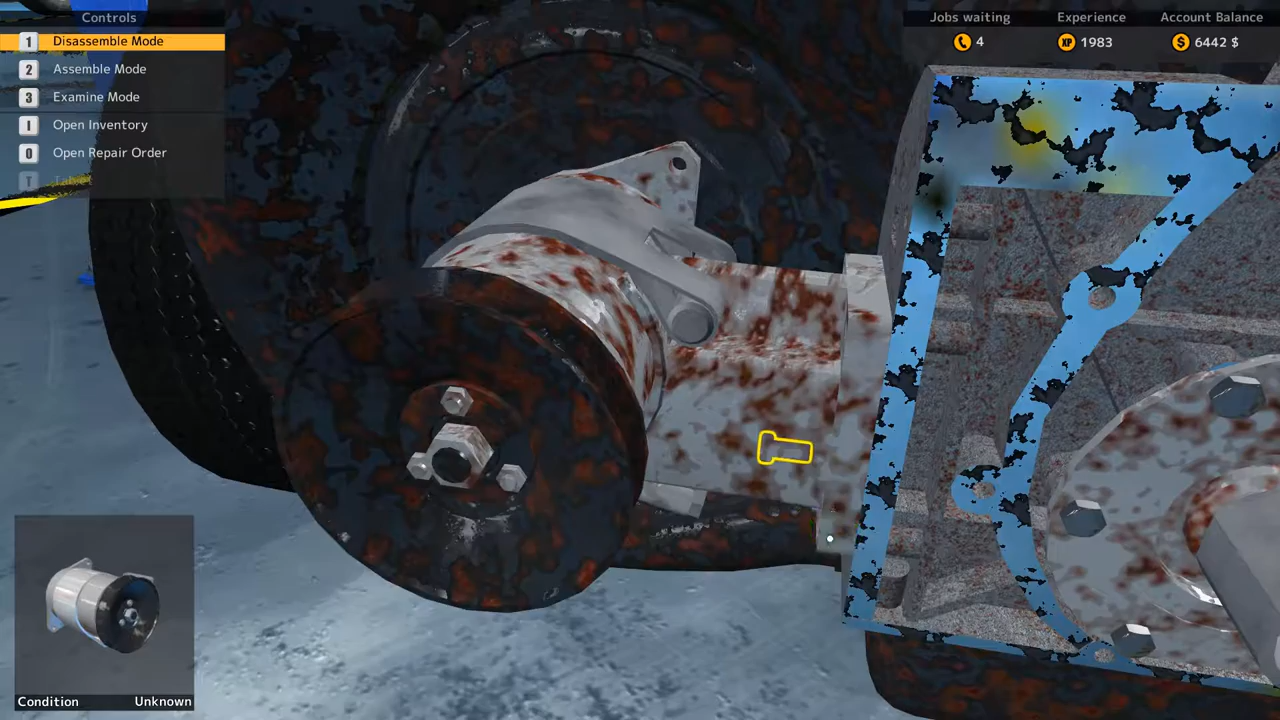 Controls
1 Disassemble Mode
2 Assemble Mode
3 Examine Mode
I Open Inventory
O Open Repair Order
T
Jobs waiting
4
Experience
XP 1983
Account Balance
$ 6442 $
Condition Unknown